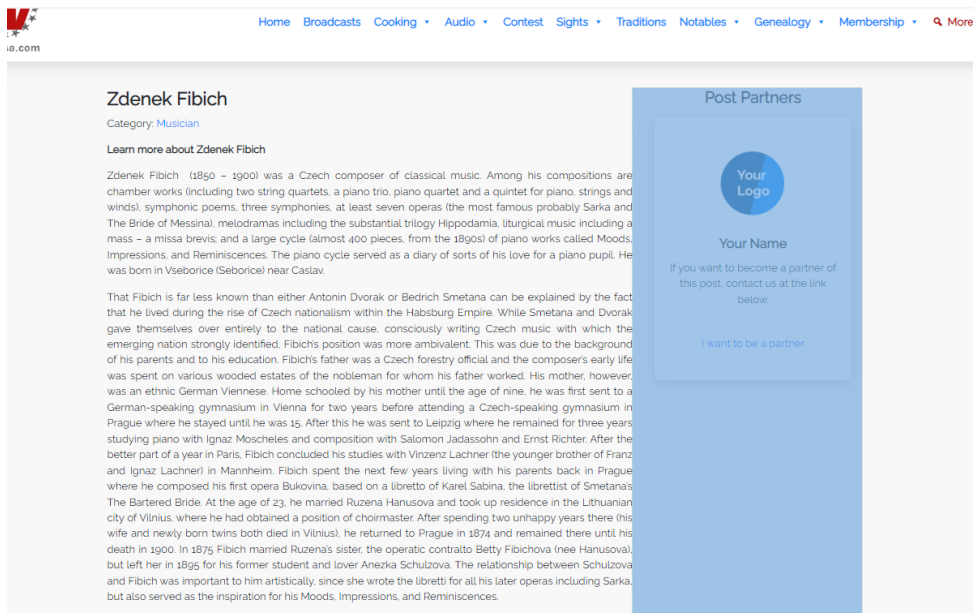 Home Broadcasts Cooking Audio Contest Sights Traditions Notables Genealogy Membership More
sa.com
Zdenek Fibich
Category: Musician
Learn more about Zdenek Fibich
Zdenek Fibich (1850 – 1900) was a Czech composer of classical music. Among his compositions are
chamber works (including two string quartets, a piano trio, piano quartet and a quintet for piano, strings and
winds), symphonic poems, three symphonies, at least seven operas (the most famous probably Sarka and
The Bride of Messina), melodramas including the substantial trilogy Hippodamia, liturgical music including a
mass – a missa brevis; and a large cycle (almost 400 pieces, from the 1890s) of piano works called Moods,
Impressions, and Reminiscences. The piano cycle served as a diary of sorts of his love for a piano pupil. He
was born in Vseborice (Seborice) near Caslav.
That Fibich is far less known than either Antonin Dvorak or Bedrich Smetana can be explained by the fact
that he lived during the rise of Czech nationalism within the Habsburg Empire. While Smetana and Dvorak
gave themselves over entirely to the national cause, consciously writing Czech music with which the
emerging nation strongly identified, Fibich's position was more ambivalent. This was due to the background
of his parents and to his education. Fibich's father was a Czech forestry official and the composer's early life
was spent on various wooded estates of the nobleman for whom his father worked. His mother, however,
was an ethnic German Viennese. Home schooled by his mother until the age of nine, he was first sent to a
German-speaking gymnasium in Vienna for two years before attending a Czech-speaking gymnasium in
Prague where he stayed until he was 15. After this he was sent to Leipzig where he remained for three years
studying piano with Ignaz Moscheles and composition with Salomon Jadassohn and Ernst Richter. After the
better part of a year in Paris, Fibich concluded his studies with Vinzenz Lachner (the younger brother of Franz
and Ignaz Lachner) in Mannheim. Fibich spent the next few years living with his parents back in Prague
where he composed his first opera Bukovina, based on a libretto of Karel Sabina, the librettist of Smetana's
The Bartered Bride. At the age of 23, he married Ruzena Hanusova and took up residence in the Lithuanian
city of Vilnius. where he had obtained a position of choirmaster. After spending two unhappy years there (his
wife and newly born twins both died in Vilnius), he returned to Prague in 1874 and remained there until his
death in 1900. In 1875 Fibich married Ruzena's sister, the operatic contralto Betty Fibichova (nee Hanusova),
but left her in 1895 for his former student and lover Anezka Schulzova. The relationship between Schulzova
and Fibich was important to him artistically, since she wrote the libretti for all his later operas including Sarka,
but also served as the inspiration for his Moods, Impressions, and Reminiscences.
Post Partners
Your
Logo
Your Name
If you want to become a partner of
this post, contact us at the link
below.
I want to be a partner